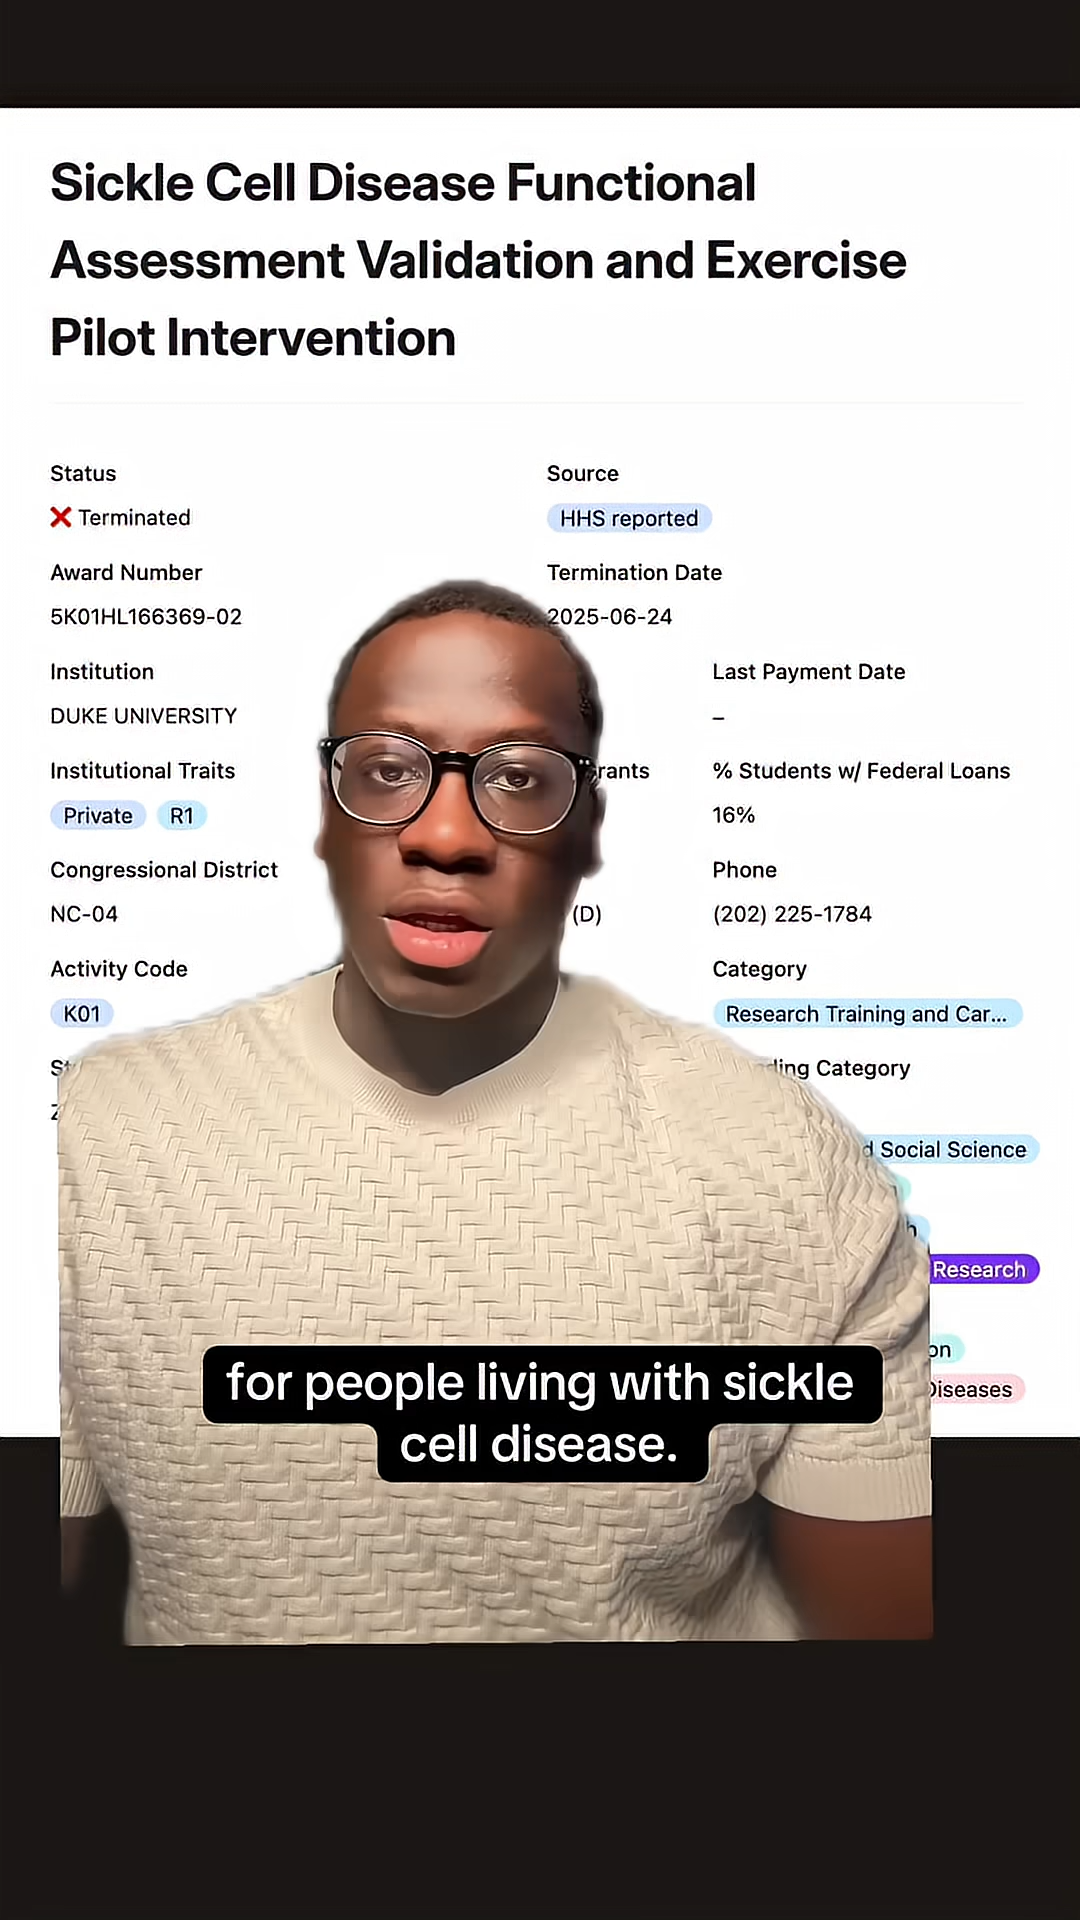 Sickle Cell Disease Functional
Assessment Validation and Exercise
Pilot Intervention
Status
Source
❌ Terminated
HHS reported
Award Number
Termination Date
5K01HL166369-02
2025-06-24
Institution
Last Payment Date
DUKE UNIVERSITY
–
Institutional Traits
% Students w/ Federal Loans
Private
R1
16%
Congressional District
Phone
NC-04
(D)
(202) 225-1784
Activity Code
Category
K01
Research Training and Car...
Category
Social Science
Research
Diseases
for people living with sickle
cell disease.